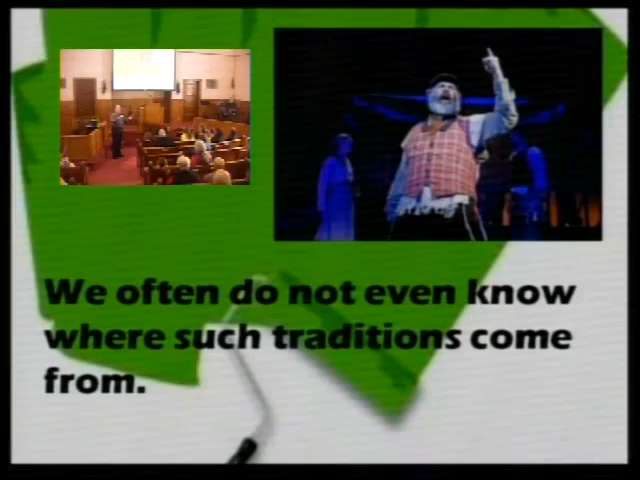 We often do not even know
where such traditions come
from.